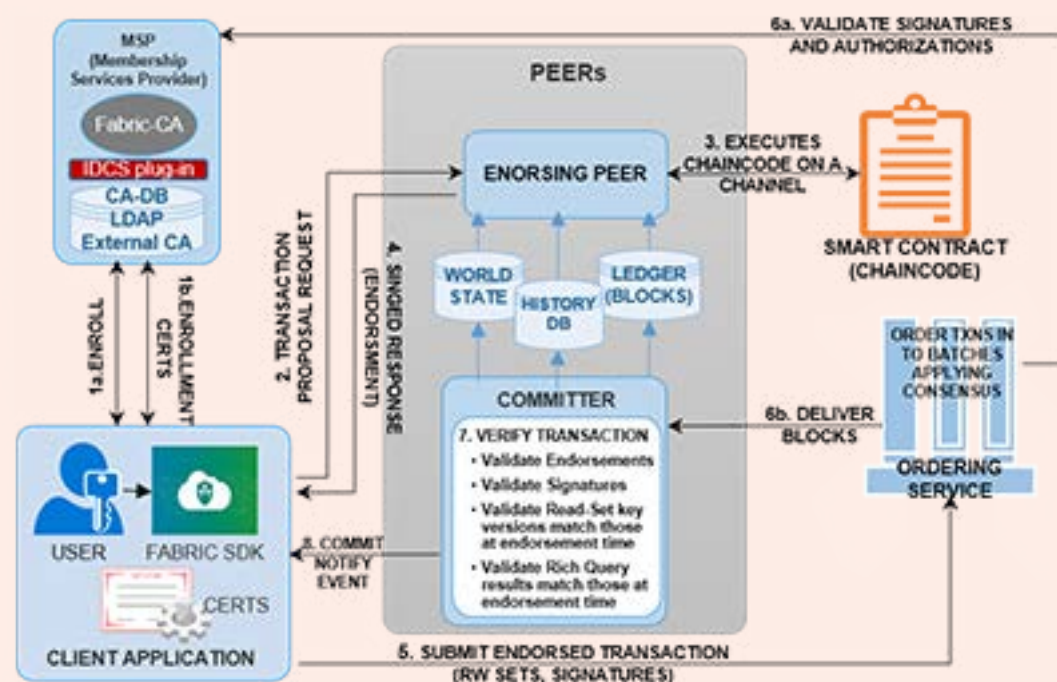 MSP
(Membership
Services Provider)
Fabric-CA
IDCS plug-in
CA-DB
LDAP
External CA
6a. VALIDATE SIGNATURES
AND AUTHORIZATIONS
PEERs
ENORSING PEER
3. EXECUTES
CHAINCODE ON A
CHANNEL
SMART CONTRACT
(CHAINCODE)
1a.ENROLL
1b.ENROLLMENT
CERTS
2. TRANSACTION
PROPOSAL REQUEST
4. SINGED RESPONSE
(ENDORSMENT)
WORLD
STATE
HISTORY
DB
LEDGER
(BLOCKS)
ORDER TXNS IN
TO BATCHES
APPLYING
CONSENSUS
ORDERING
SERVICE
6b. DELIVER
BLOCKS
COMMITTER
7. VERIFY TRANSACTION
• Validate Endorsements
• Validate Signatures
• Validate Read-Set key
versions match those
at endorsement time
• Validate Rich Query
results match those at
endorsement time
USER
FABRIC SDK
CERTS
CLIENT APPLICATION
8. COMMIT
NOTIFY
EVENT
5. SUBMIT ENDORSED TRANSACTION
(RW SETS, SIGNATURES)